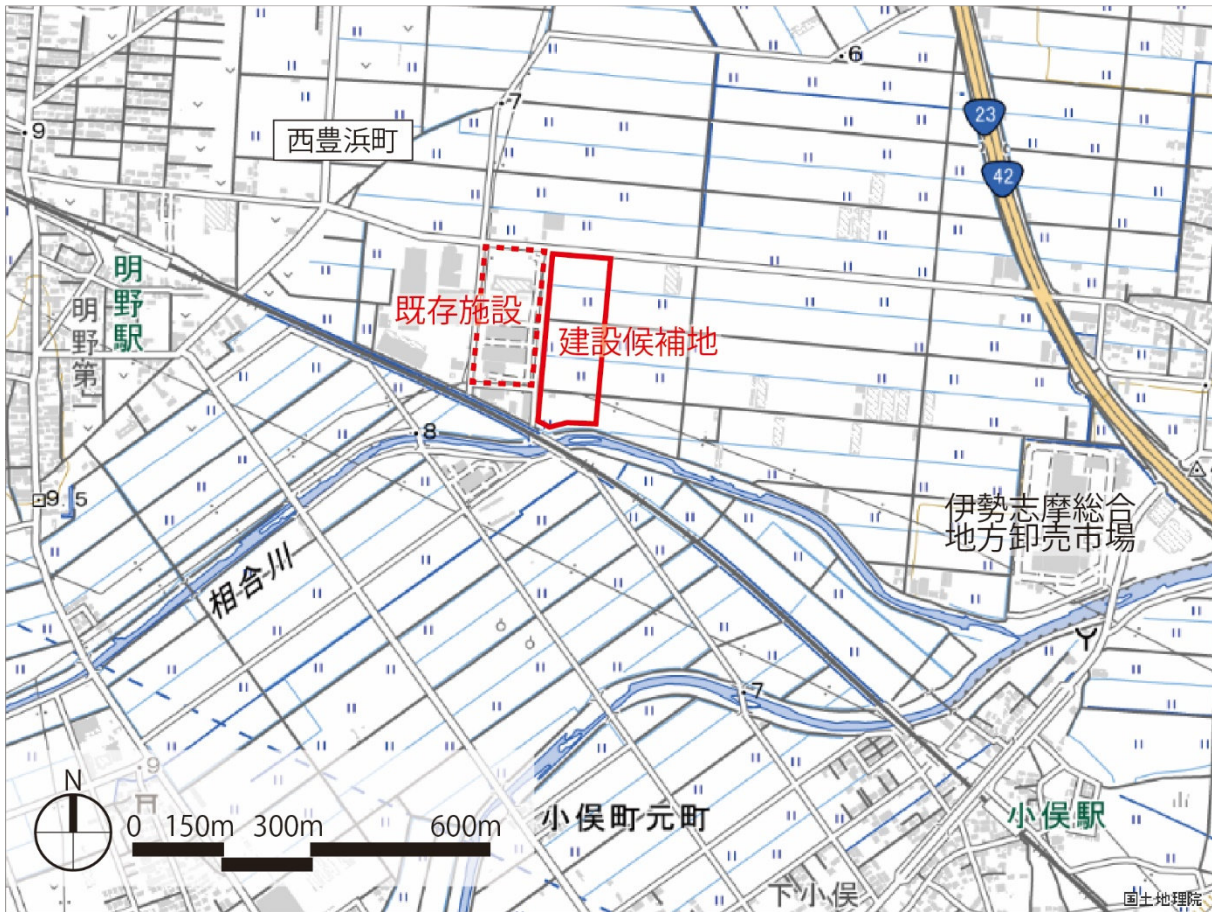 6
7
23
9
西豊浜町
42
明野駅
既存施設
明野第二
建設候補地
8
9.5
伊勢志摩総合
地方卸売市場
相合川
7
9
N
0 150m 300m 600m
小俣町元町
小俣駅
下小俣
国土地理院